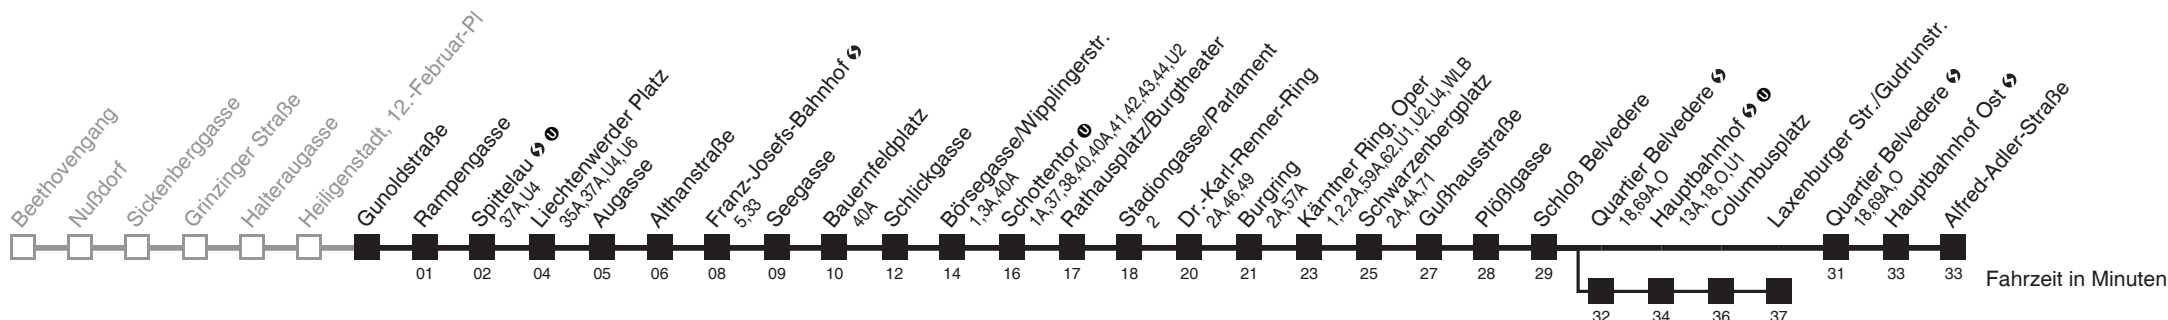 Beethovengang
Nußdorf
Sickenberggasse
Grinzinger Straße
Halteraugasse
Heiligenstadt, 12.-Februar-Pl
Gunoldstraße
Rampengasse
Spittelau S U
37A,U4
Liechtenwerder Platz
35A,37A,U4,U6
Augasse
Althanstraße
Franz-Josefs-Bahnhof S
5,33
Seegasse
Bauernfeldplatz
40A
Schlickgasse
Börsegasse/Wipplingerstr.
1,3A,40A
Schottentor U
1A,37,38,40,40A,41,42,43,44,U2
Rathausplatz/Burgtheater
Stadiongasse/Parlament
2
Dr.-Karl-Renner-Ring
2A,46,49
Burgring
2A,57A
Kärntner Ring, Oper
1,2,2A,59A,62,U1,U2,U4,WLB
Schwarzenbergplatz
2A,4A,71
Gußhausstraße
Plößlgasse
Schloß Belvedere
Quartier Belvedere S
18,69A,O
Hauptbahnhof S U
13A,18,O,U1
Columbusplatz
Laxenburger Str./Gudrunstr.
Quartier Belvedere S
18,69A,O
Hauptbahnhof Ost S
Alfred-Adler-Straße
01 02 04 05 06 08 09 10 12 14 16 17 18 20 21 23 25 27 28 29 31 33 33
Fahrzeit in Minuten
32 34 36 37